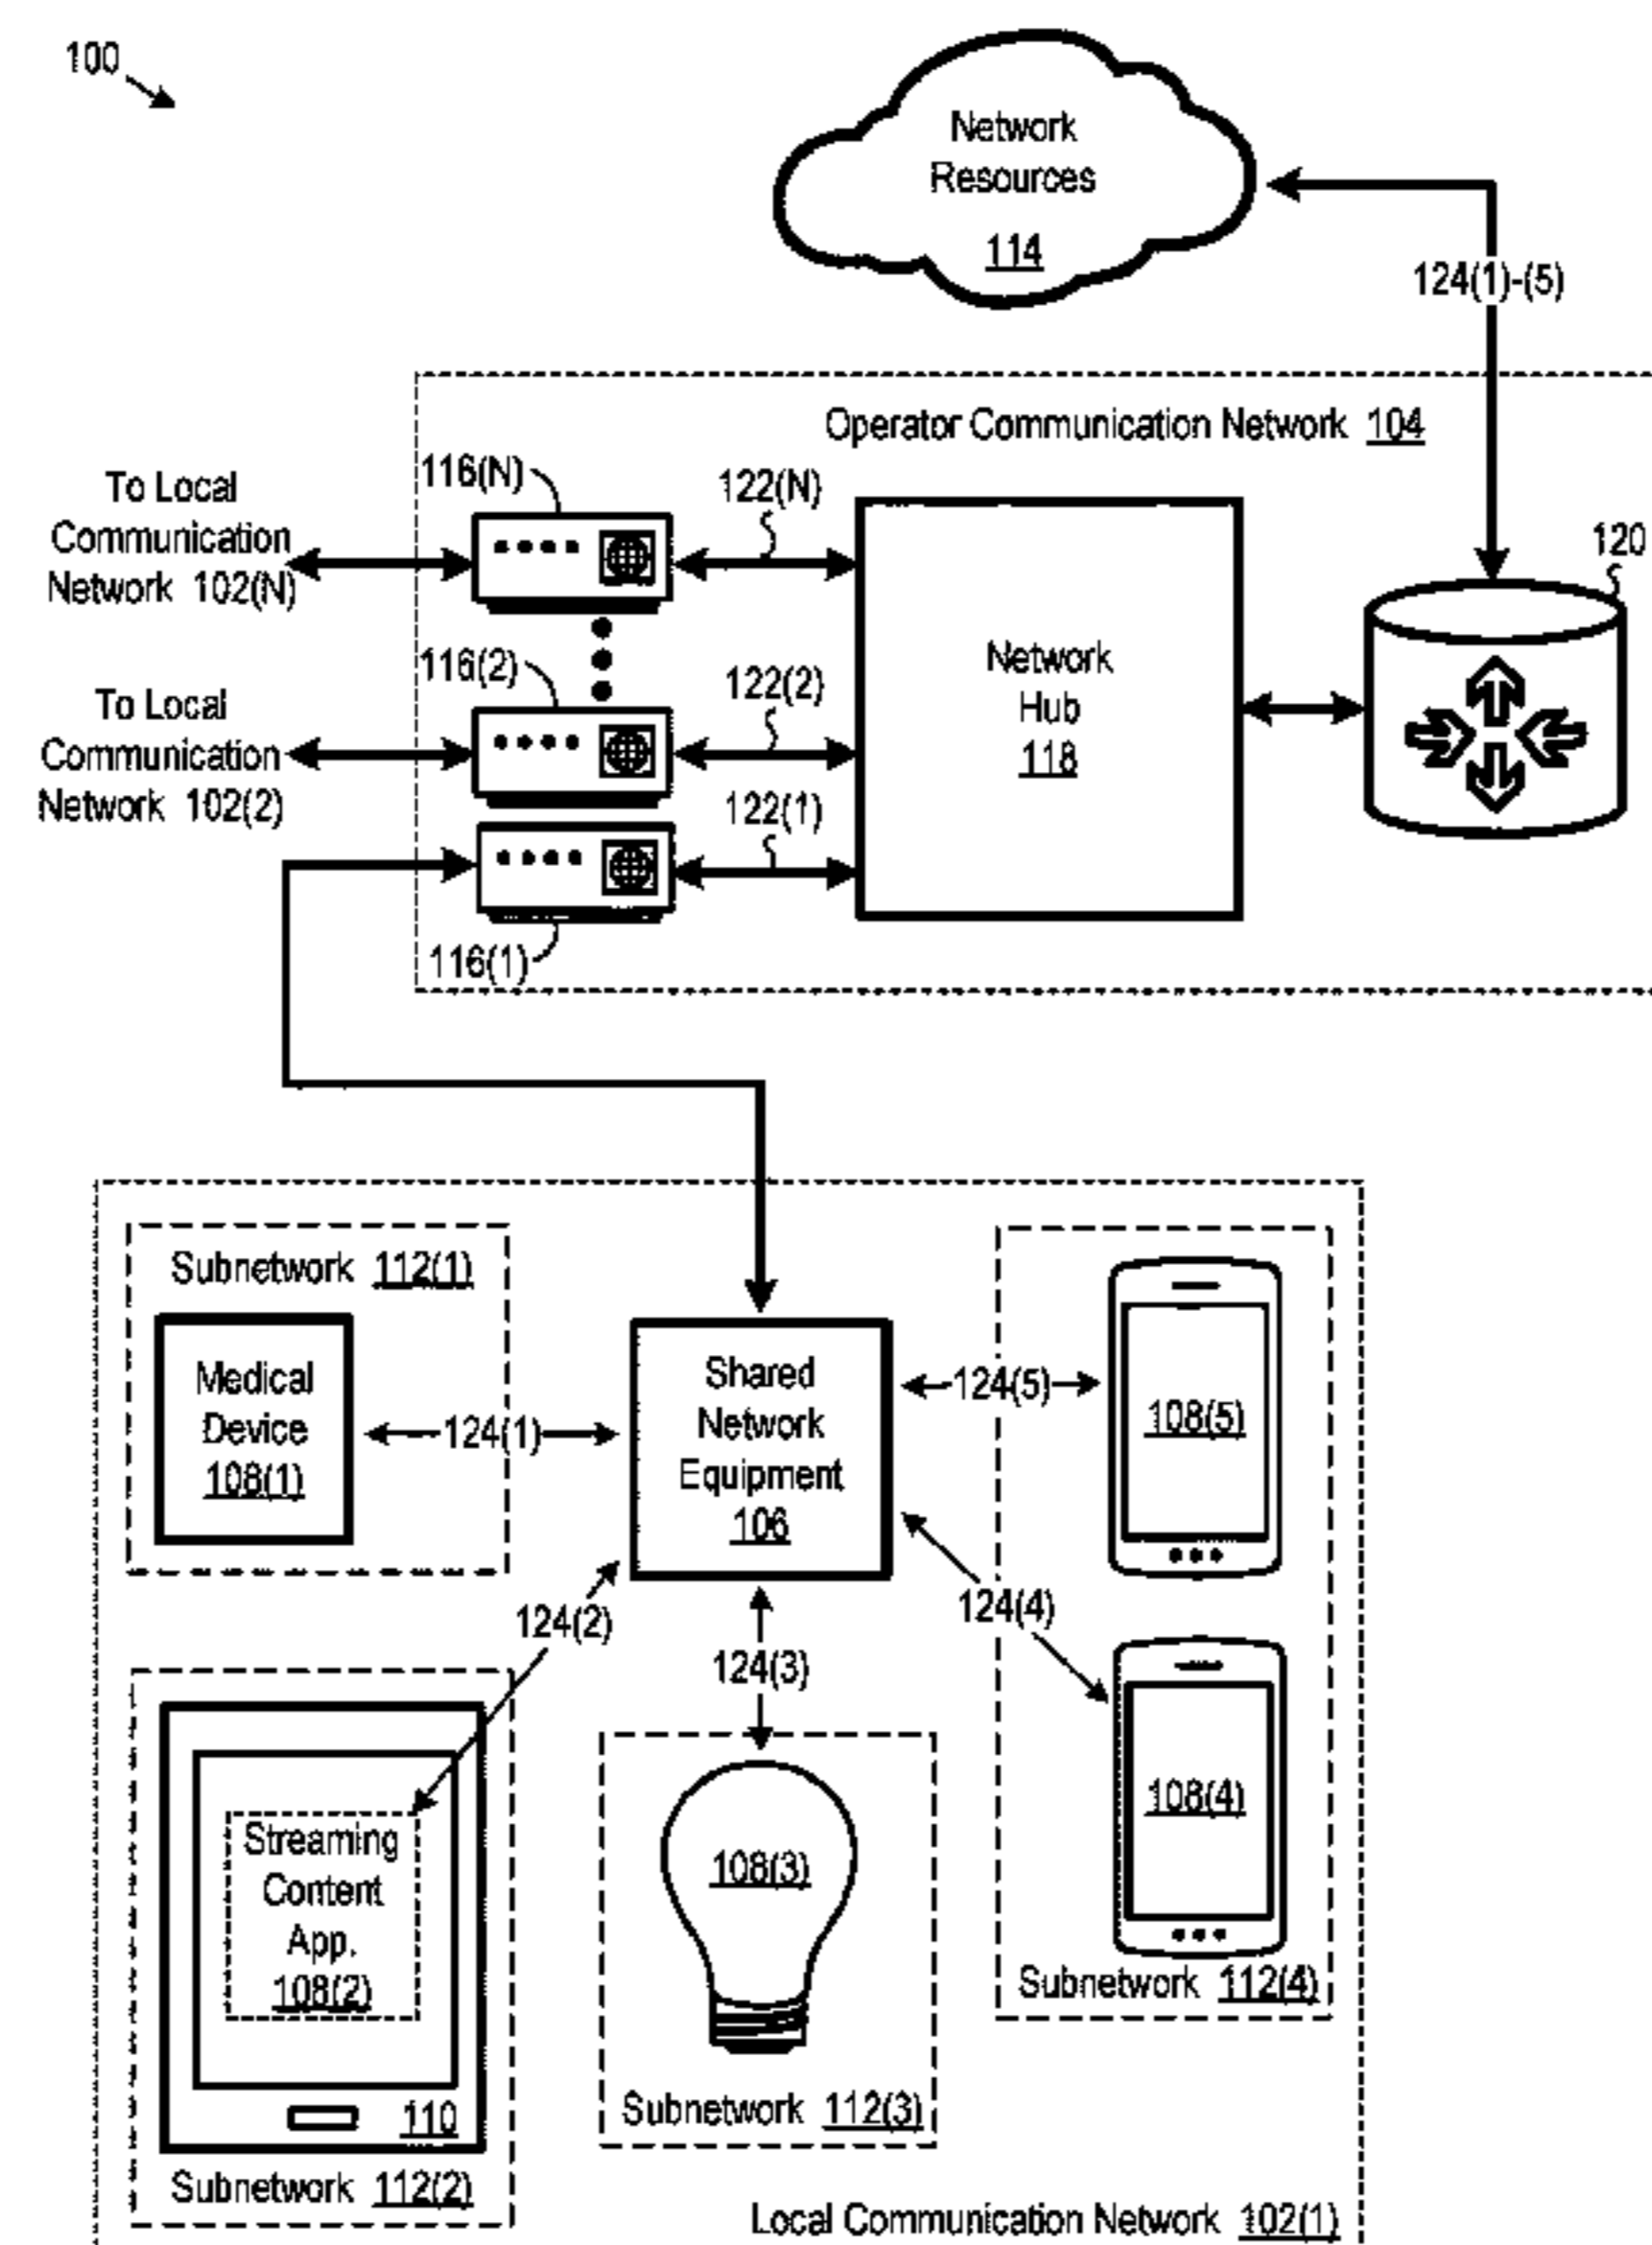 100
Network
Resources
114
124(1)-(5)
Operator Communication Network 104
116(N)
122(N)
To Local
Communication
Network 102(N)
120
116(2)
122(2)
Network
Hub
118
To Local
Communication
Network 102(2)
122(1)
116(1)
Subnetwork 112(1)
Medical
Device
108(1)
124(1)
Shared
Network
Equipment
106
124(5)
108(5)
124(2)
124(3)
124(4)
108(4)
Streaming
Content
App.
108(2)
110
Subnetwork 112(2)
108(3)
Subnetwork 112(3)
Subnetwork 112(4)
Local Communication Network 102(1)